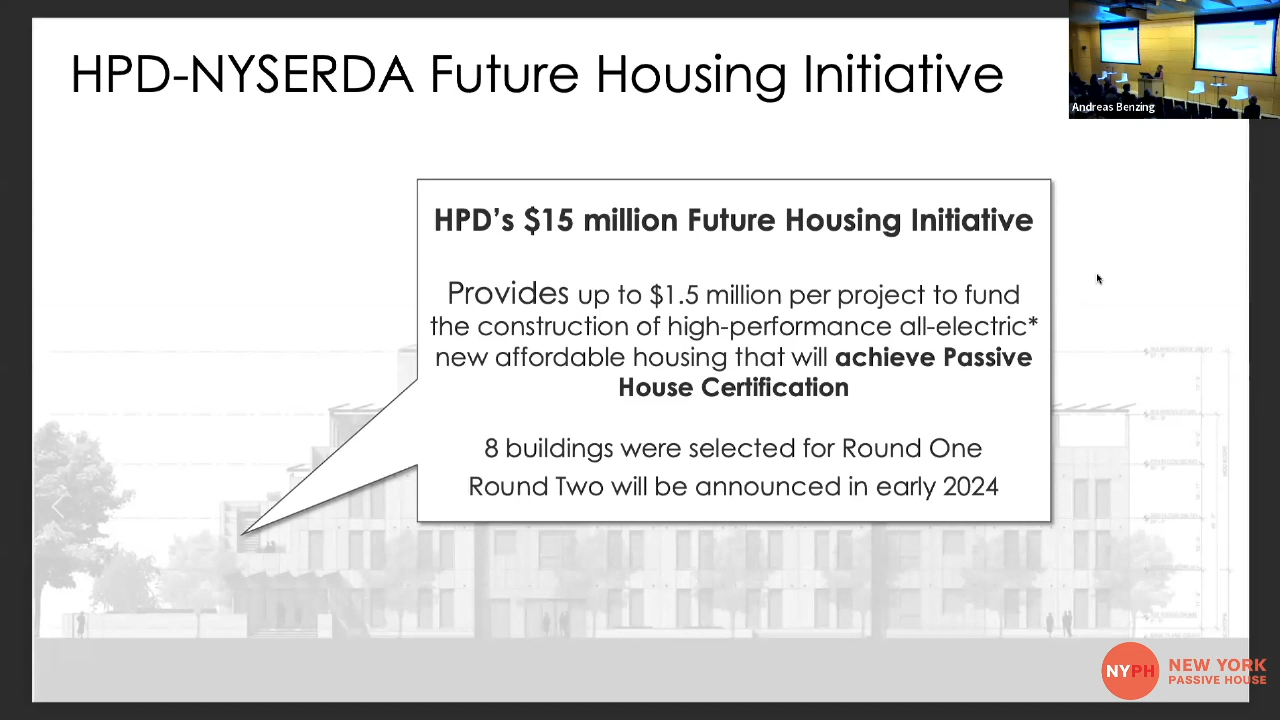 HPD-NYSERDA Future Housing Initiative
Andreas Benzing
HPD’s $15 million Future Housing Initiative
Provides up to $1.5 million per project to fund
the construction of high-performance all-electric*
new affordable housing that will achieve Passive
House Certification
8 buildings were selected for Round One
Round Two will be announced in early 2024
NYPH
NEW YORK
PASSIVE HOUSE